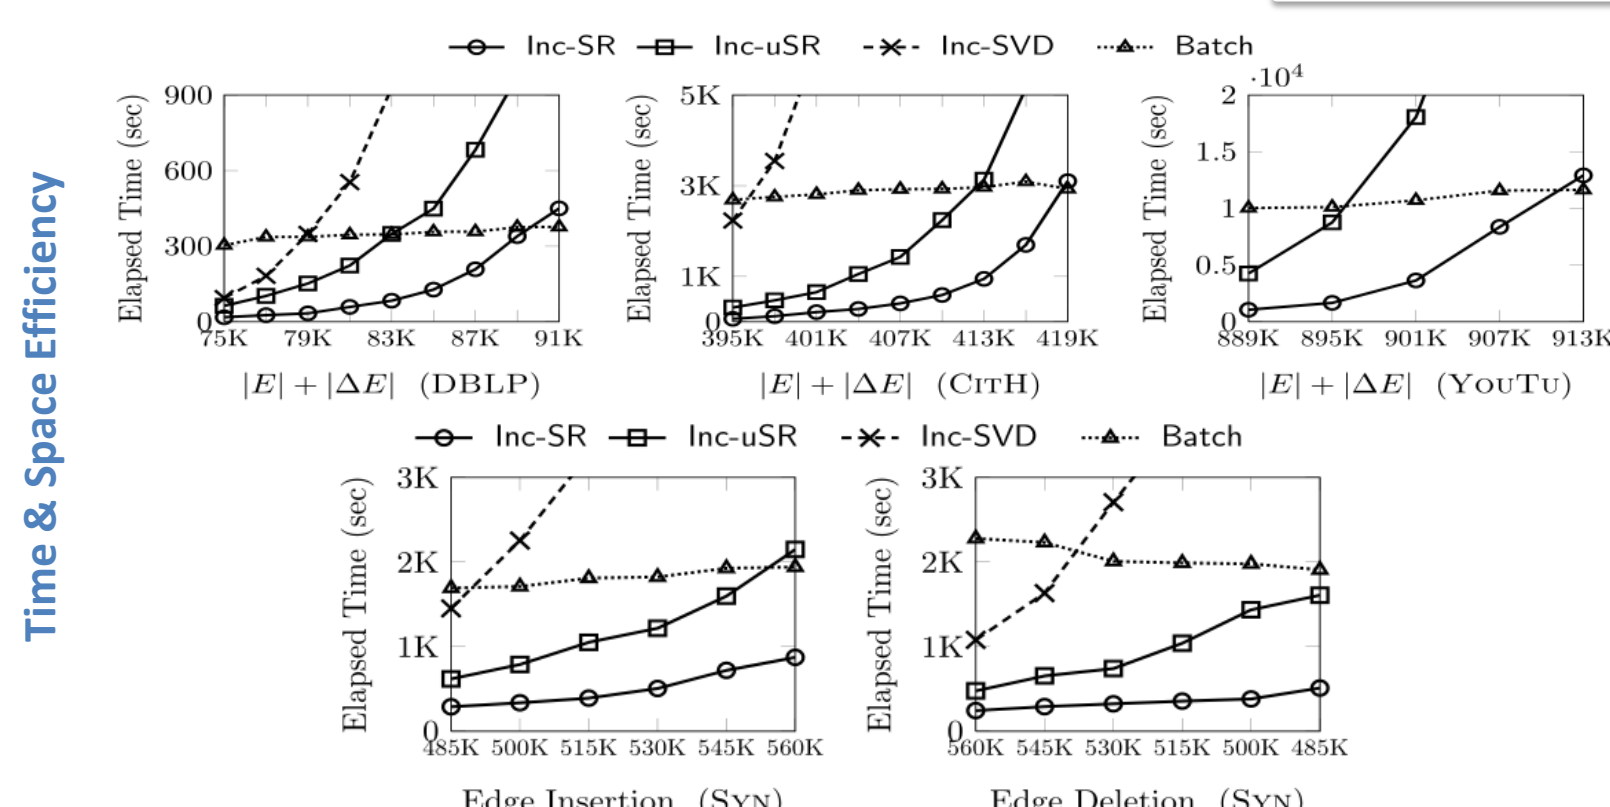 Time & Space Efficiency
Inc-SR Inc-uSR Inc-SVD Batch
Elapsed Time (sec)
900
600
300
0
75K 79K 83K 87K 91K
|E| + |ΔE| (DBLP)
Elapsed Time (sec)
5K
3K
1K
0
395K 401K 407K 413K 419K
|E| + |ΔE| (CITH)
Elapsed Time (sec)
·10⁴
2
1.5
1
0.5
0
889K 895K 901K 907K 913K
|E| + |ΔE| (YOUTU)
Inc-SR Inc-uSR Inc-SVD Batch
Elapsed Time (sec)
3K
2K
1K
0
485K 500K 515K 530K 545K 560K
Edge Insertion (SYN)
Elapsed Time (sec)
3K
2K
1K
0
560K 545K 530K 515K 500K 485K
Edge Deletion (SYN)